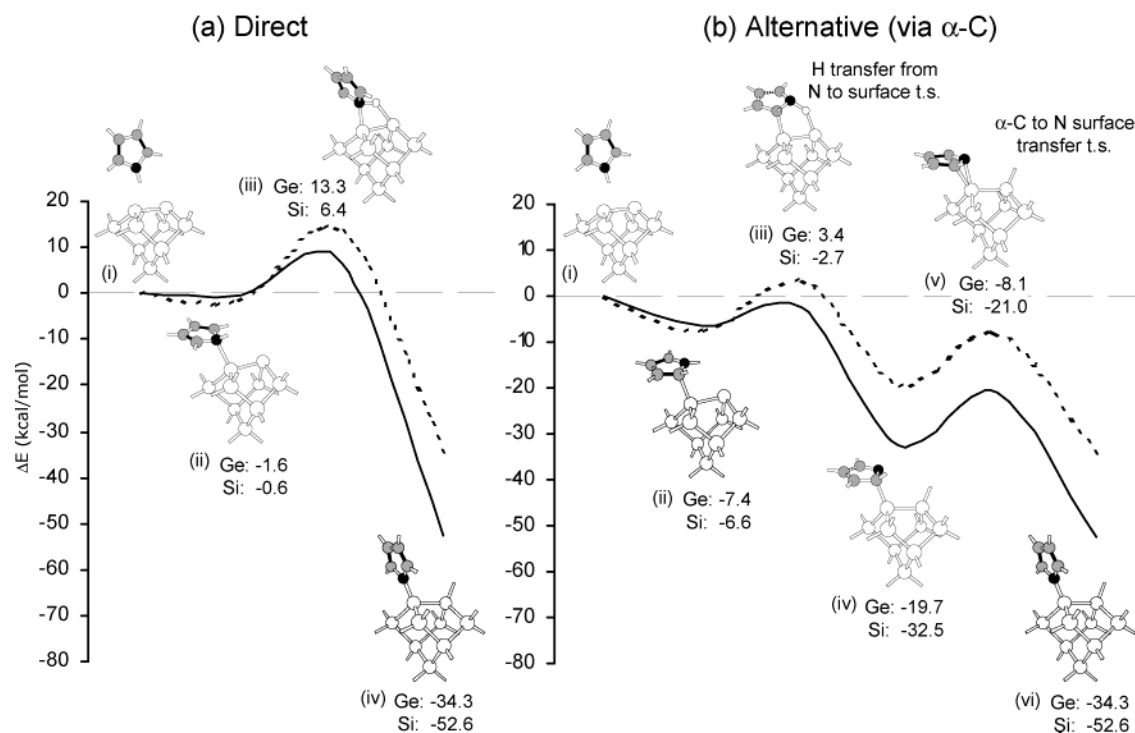 (a) Direct
(b) Alternative (via α-C)
H transfer from
N to surface t.s.
α-C to N surface
transfer t.s.
ΔE (kcal/mol)
20
10
0
-10
-20
-30
-40
-50
-60
-70
-80
(i)
(ii) Ge: -1.6
Si: -0.6
(iii) Ge: 13.3
Si: 6.4
(iv) Ge: -34.3
Si: -52.6
20
10
0
-10
-20
-30
-40
-50
-60
-70
-80
(i)
(ii) Ge: -7.4
Si: -6.6
(iii) Ge: 3.4
Si: -2.7
(iv) Ge: -19.7
Si: -32.5
(v) Ge: -8.1
Si: -21.0
(vi) Ge: -34.3
Si: -52.6